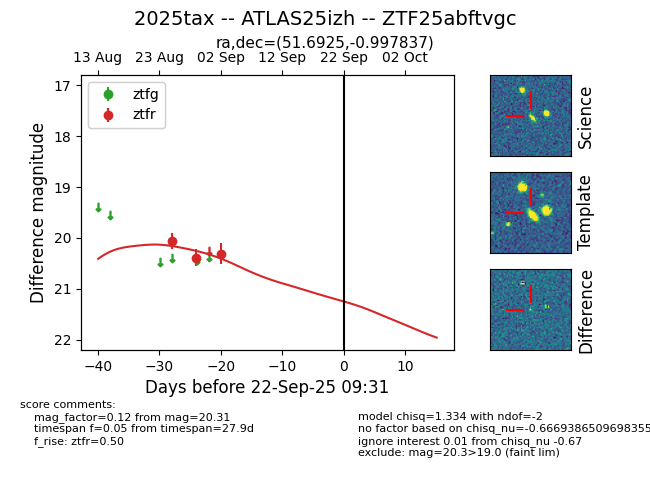 2025tax -- ATLAS25izh -- ZTF25abftvgc
ra,dec=(51.6925,-0.997837)
13 Aug 23 Aug 02 Sep 12 Sep 22 Sep 02 Oct
ztfg
ztfr
Difference magnitude
17
18
19
20
21
22
−40 −30 −20 −10 0 10
Days before 22-Sep-25 09:31
Science
Template
Difference
score comments:
mag_factor=0.12 from mag=20.31
timespan f=0.05 from timespan=27.9d
f_rise: ztfr=0.50
model chisq=1.334 with ndof=-2
no factor based on chisq_nu=-0.6669386509698355
ignore interest 0.01 from chisq_nu -0.67
exclude: mag=20.3>19.0 (faint lim)